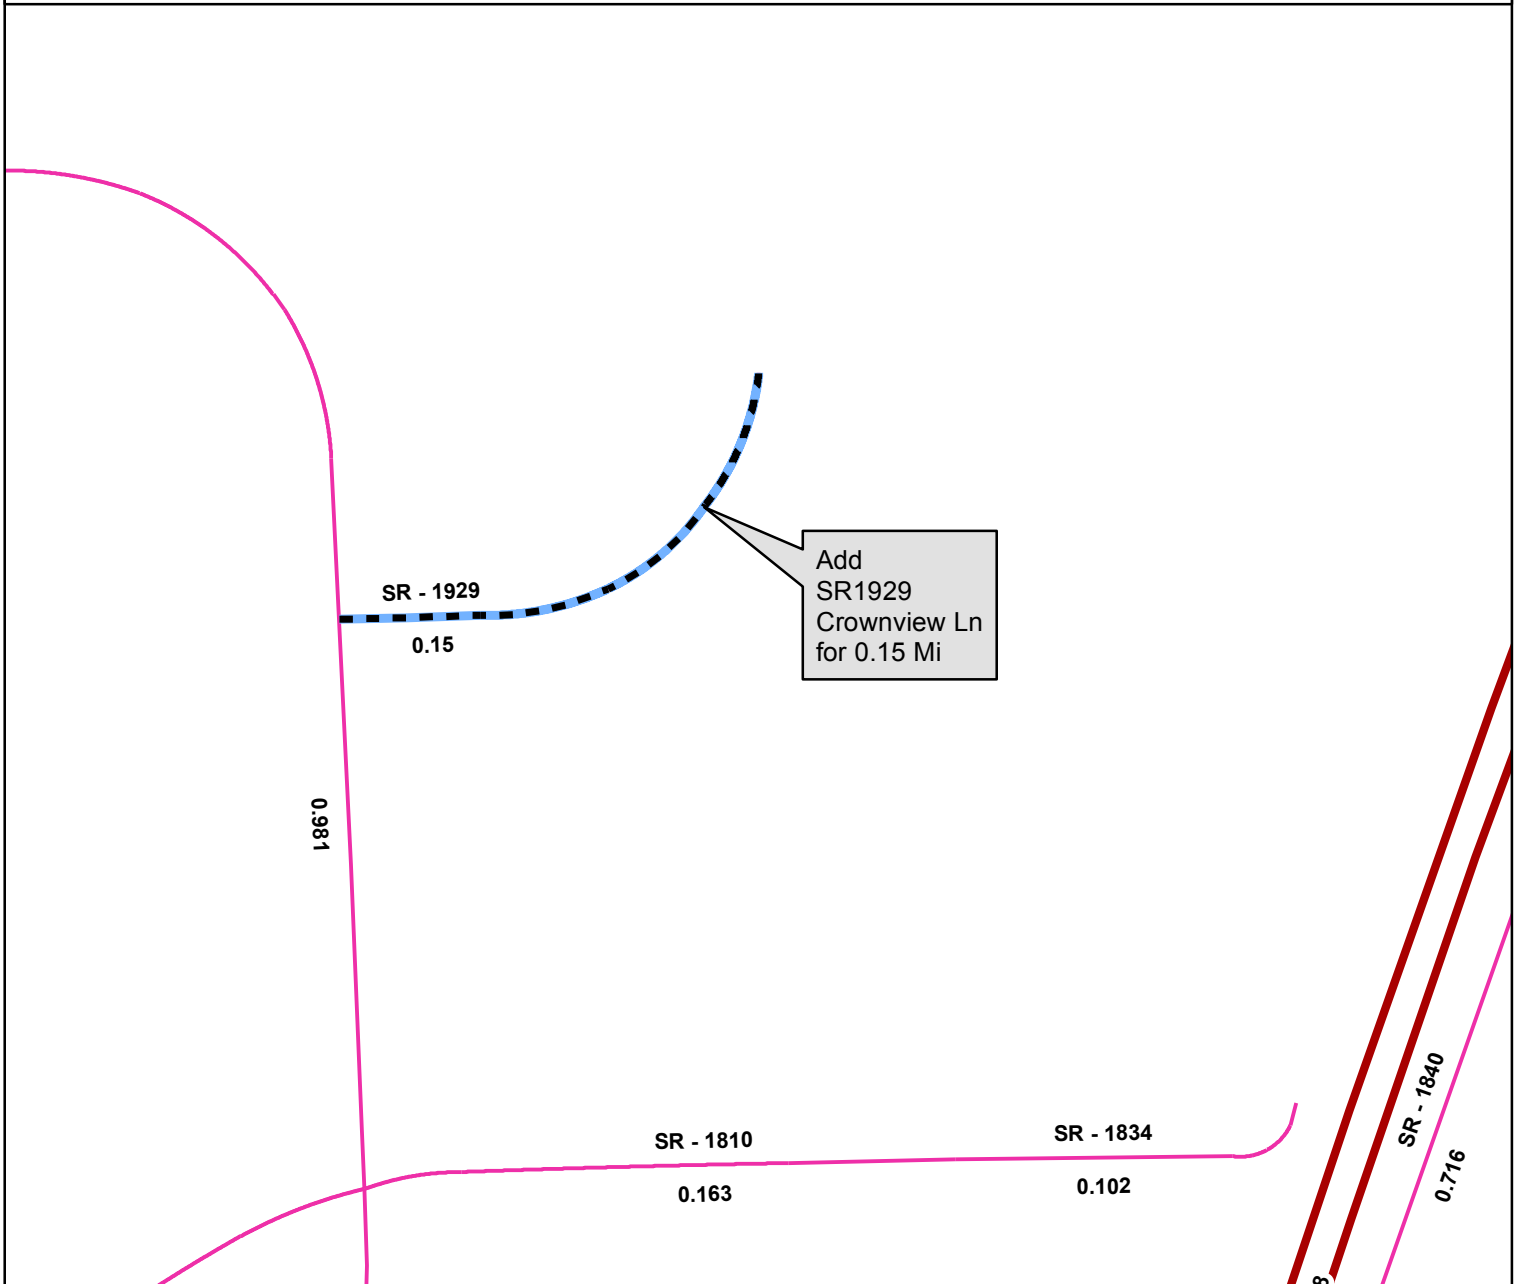 SR - 1929
0.15
Add
SR1929
Crownview Ln
for 0.15 Mi
0.981
SR - 1810
0.163
SR - 1834
0.102
SR - 1840
0.716
8